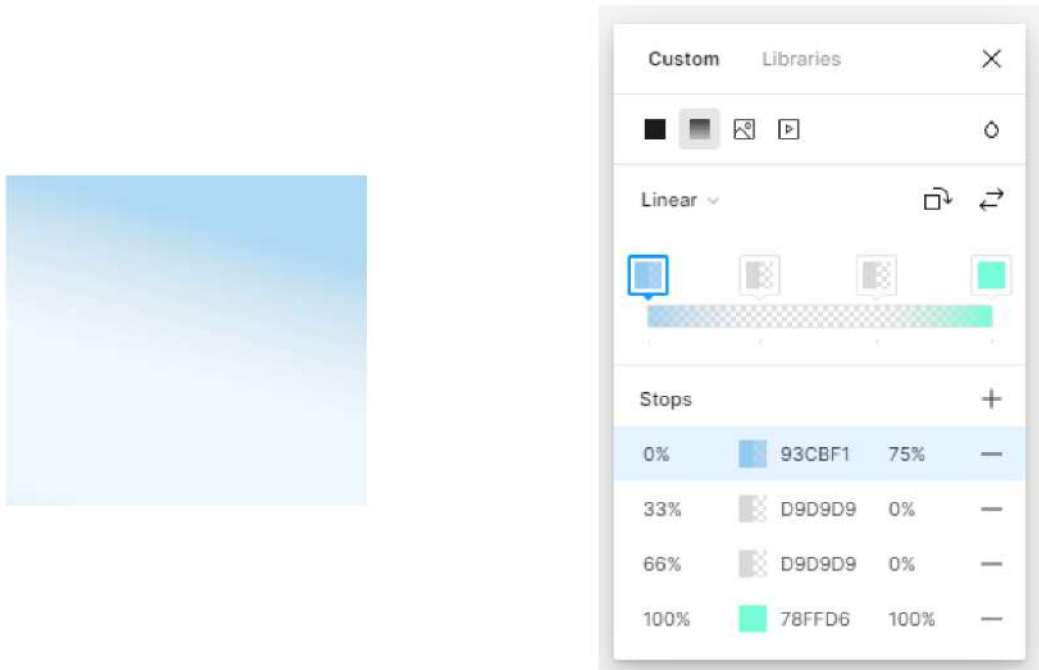 Custom Libraries
Linear
Stops
0% 93CBF1 75%
33% D9D9D9 0%
66% D9D9D9 0%
100% 78FFD6 100%